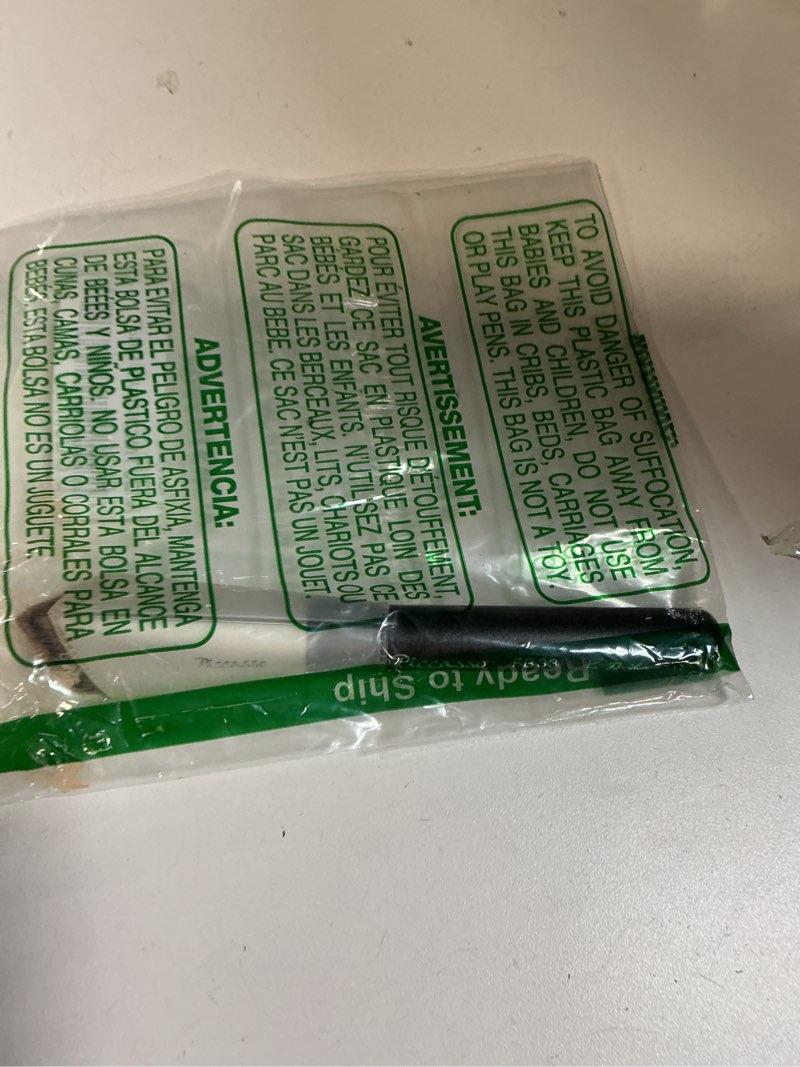 TO AVOID DANGER OF SUFFOCATION,
KEEP THIS PLASTIC BAG AWAY FROM
BABIES AND CHILDREN, DO NOT USE
THIS BAG IN CRIBS, BEDS, CARRIAGES
OR PLAY PENS. THIS BAG IS NOT A TOY.
AVERTISSEMENT:
POUR ÉVITER TOUT RISQUE D'ÉTOUFFEMENT,
GARDEZ CE SAC EN PLASTIQUE LOIN DES
BEBES ET LES ENFANTS. N'UTILISEZ PAS CE
SAC DANS LES BERCEAUX, LITS, CHARIOTS OU
PARC AU BEBE. CE SAC N'EST PAS UN JOUET.
ADVERTENCIA:
PARA EVITAR EL PELIGRO DE ASFIXIA, MANTENGA
ESTA BOLSA DE PLASTICO FUERA DEL ALCANCE
DE BEBES Y NIÑOS. NO USAR ESTA BOLSA EN
CUNAS, CAMAS, CARRIOLAS O CORRALES PARA
BEBES, ESTA BOLSA NO ES UN JUGUETE.
Ready to Ship
Piccasso
Piccasso